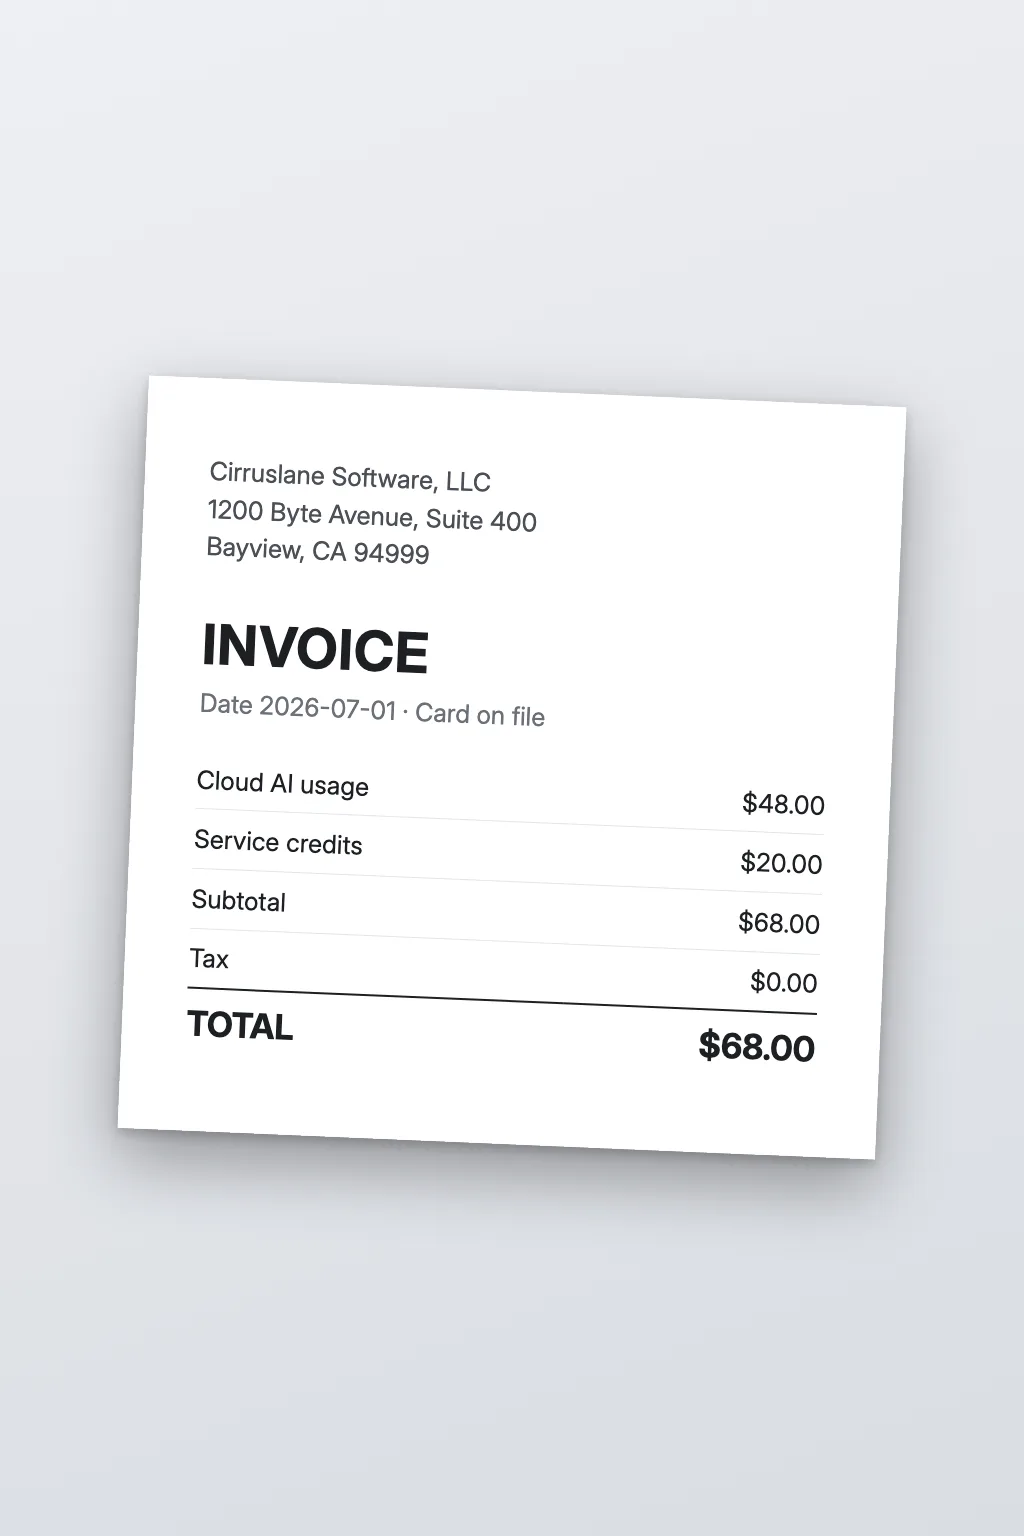 Cirruslane Software, LLC
1200 Byte Avenue, Suite 400
Bayview, CA 94999
INVOICE
Date 2026-07-01 · Card on file
Cloud AI usage $48.00
Service credits $20.00
Subtotal $68.00
Tax $0.00
TOTAL $68.00